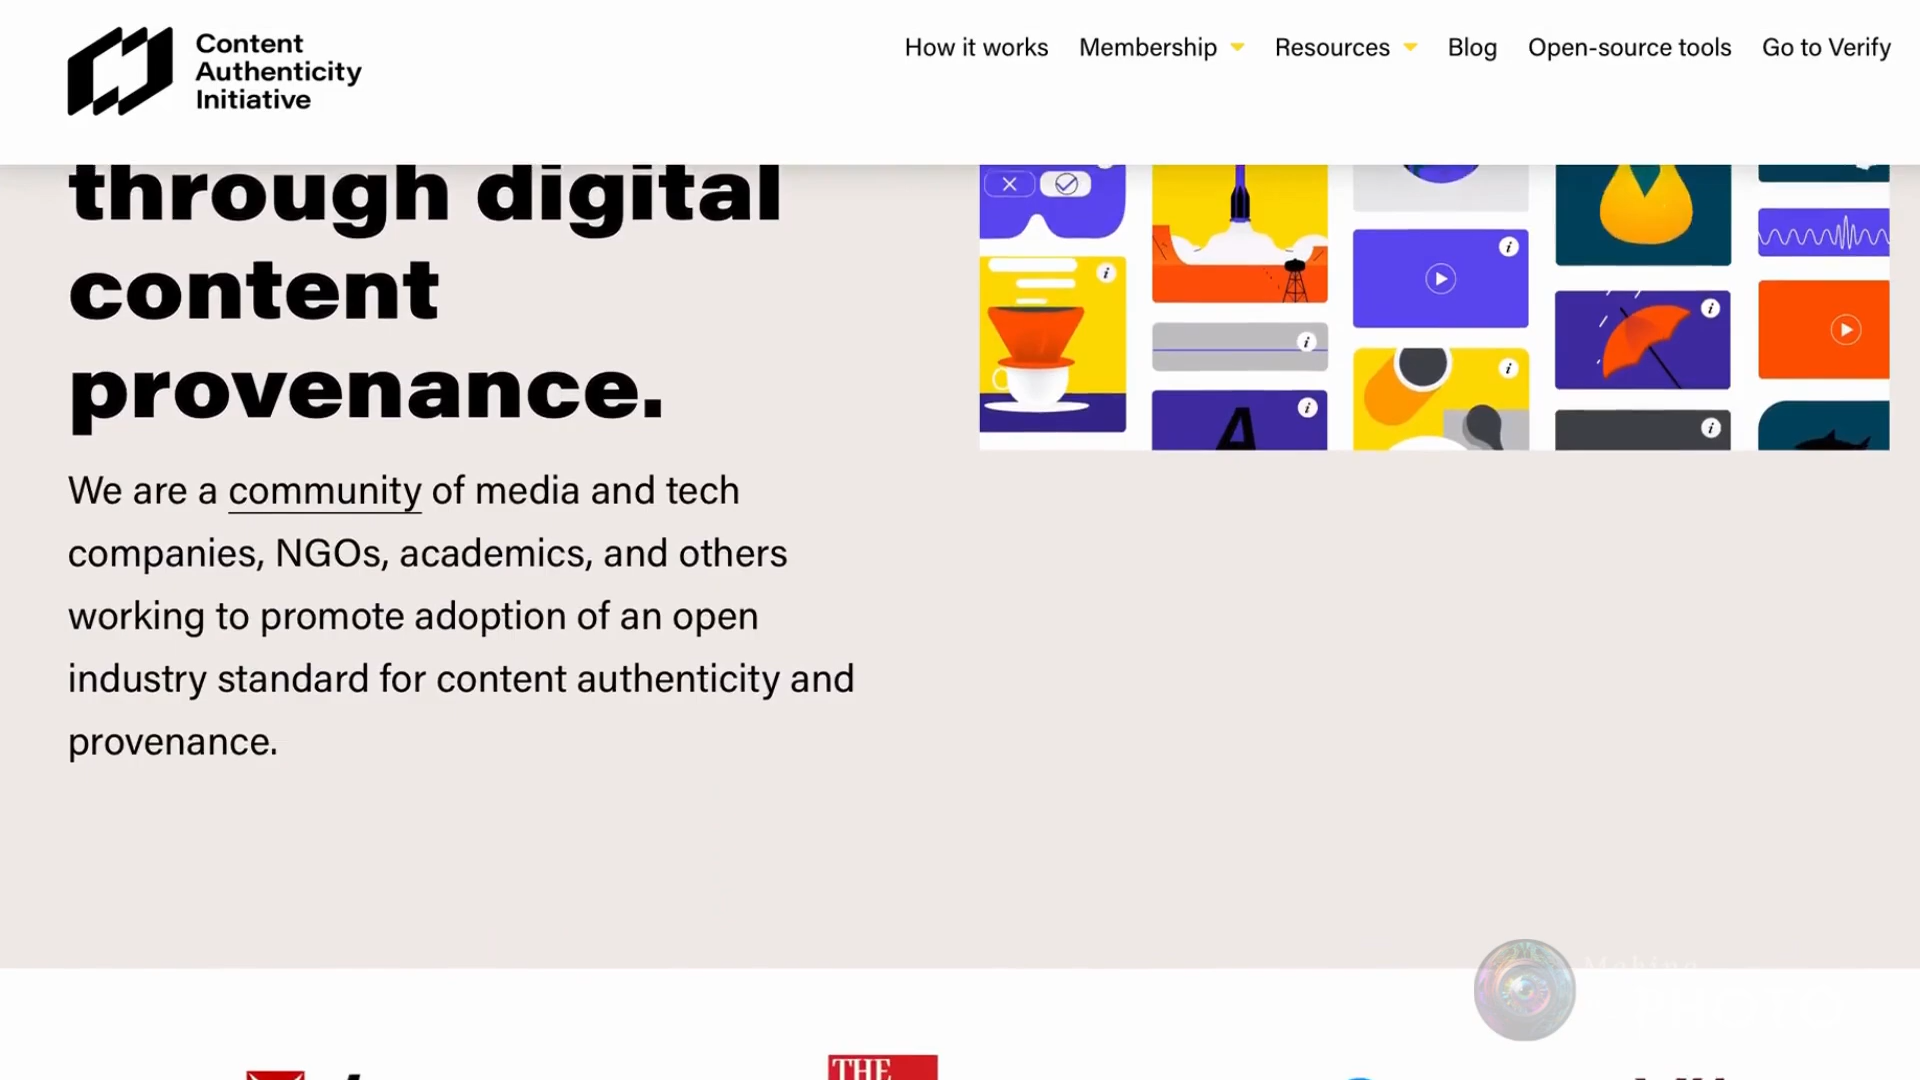 Content
Authenticity
Initiative
How it works Membership Resources Blog Open-source tools Go to Verify
through digital
content
provenance.
We are a community of media and tech
companies, NGOs, academics, and others
working to promote adoption of an open
industry standard for content authenticity and
provenance.
i
i
i
i
i
i
i
i
A
PHOTO
THE